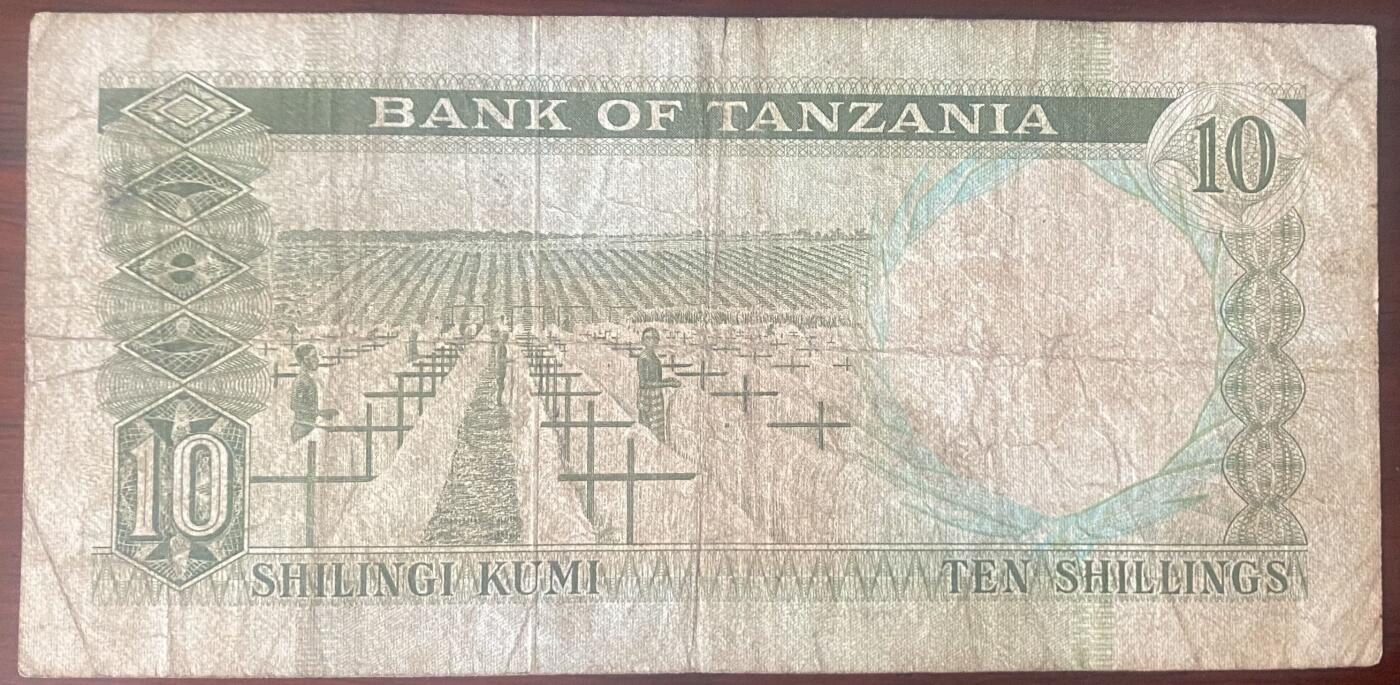 BANK OF TANZANIA
10
10
SHILINGI KUMI
TEN SHILLINGS